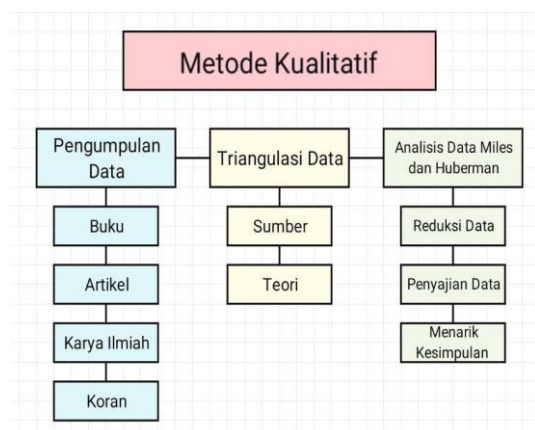 Metode Kualitatif
Pengumpulan
Data
Triangulasi Data
Analisis Data Miles
dan Huberman
Buku
Sumber
Reduksi Data
Artikel
Teori
Penyajian Data
Karya Ilmiah
Menarik
Kesimpulan
Koran